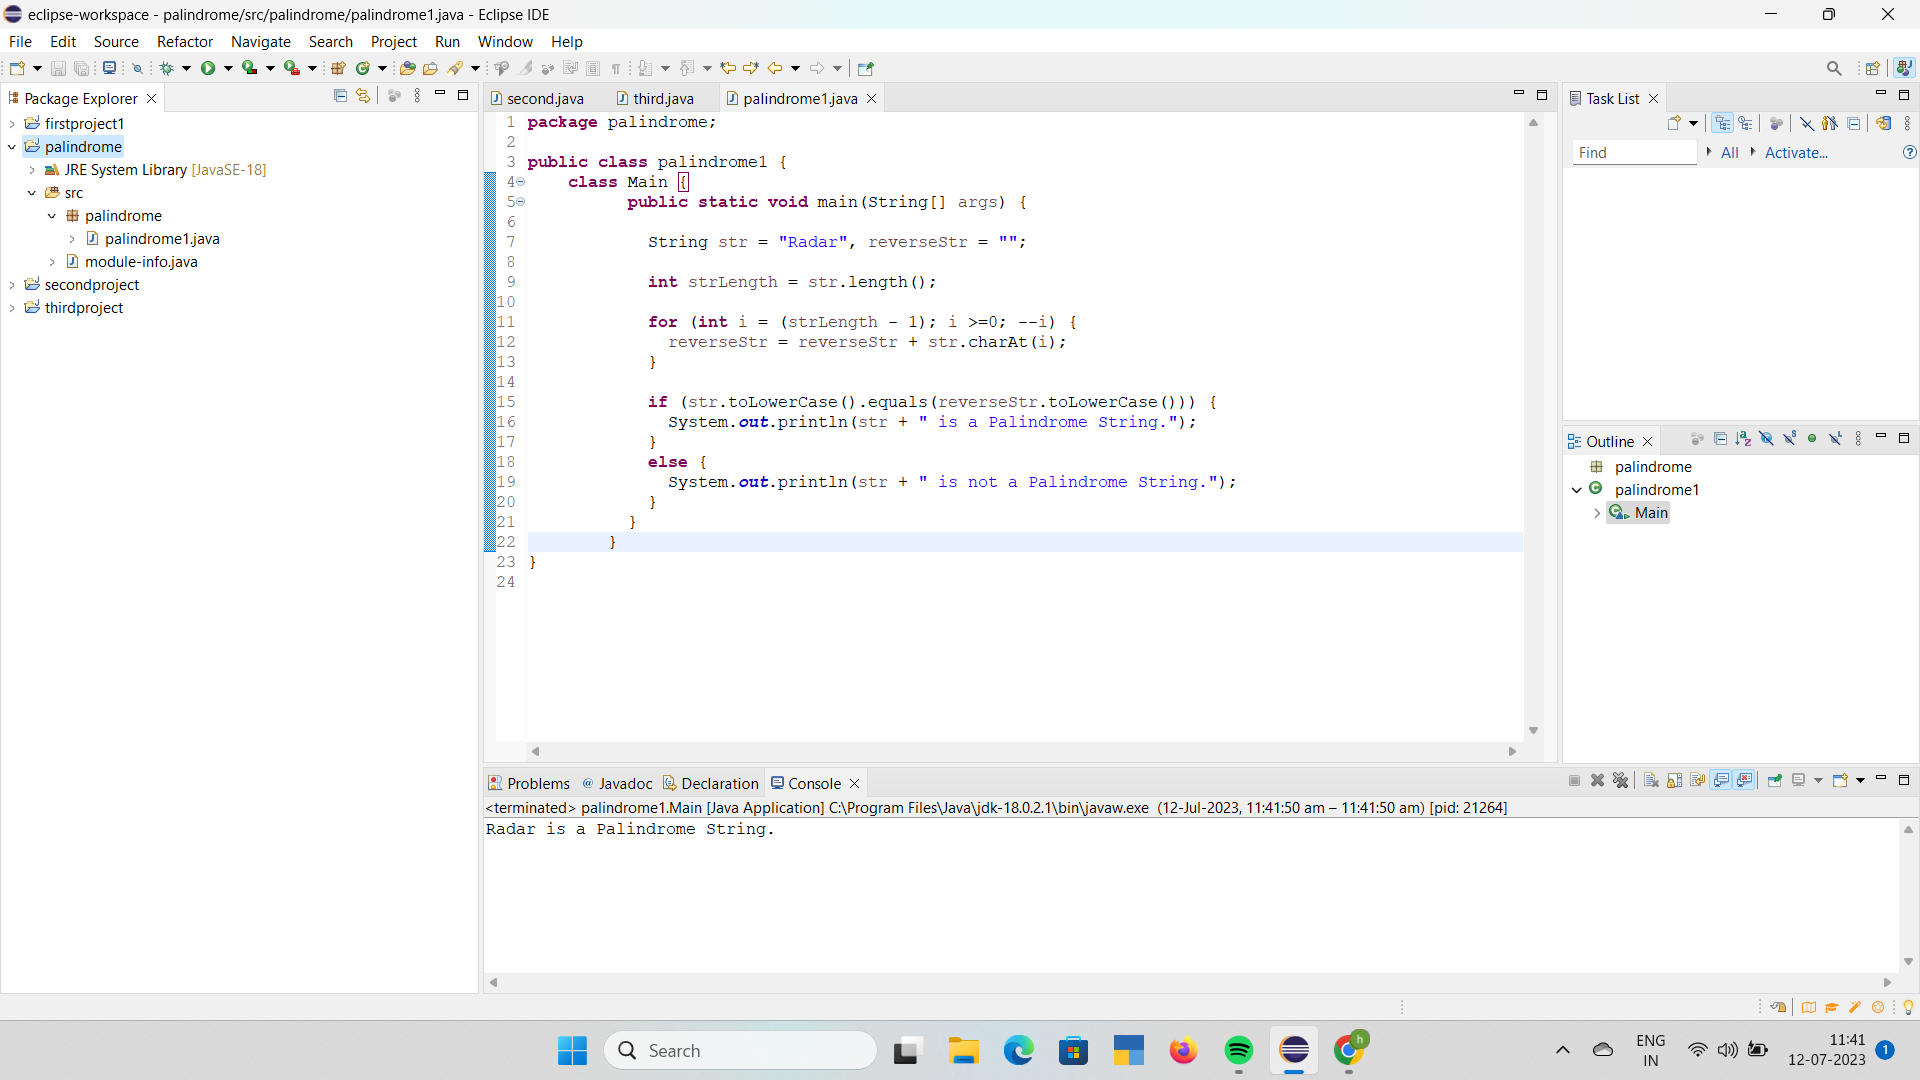 eclipse-workspace - palindrome/src/palindrome/palindrome1.java - Eclipse IDE
File Edit Source Refactor Navigate Search Project Run Window Help
Package Explorer
firstproject1
palindrome
JRE System Library [JavaSE-18]
src
palindrome
palindrome1.java
module-info.java
secondproject
thirdproject
second.java third.java palindrome1.java
1 package palindrome;
2
3 public class palindrome1 {
4 class Main {
5 public static void main(String[] args) {
6
7 String str = "Radar", reverseStr = "";
8
9 int strLength = str.length();
10
11 for (int i = (strLength - 1); i >=0; --i) {
12 reverseStr = reverseStr + str.charAt(i);
13 }
14
15 if (str.toLowerCase().equals(reverseStr.toLowerCase())) {
16 System.out.println(str + " is a Palindrome String.");
17 }
18 else {
19 System.out.println(str + " is not a Palindrome String.");
20 }
21 }
22 }
23 }
24
Task List
Find All Activate...
Outline
palindrome
palindrome1
Main
Problems @ Javadoc Declaration Console
<terminated> palindrome1.Main [Java Application] C:\Program Files\Java\jdk-18.0.2.1\bin\javaw.exe (12-Jul-2023, 11:41:50 am – 11:41:50 am) [pid: 21264]
Radar is a Palindrome String.
Search
h
ENG
IN
11:41
12-07-2023
1